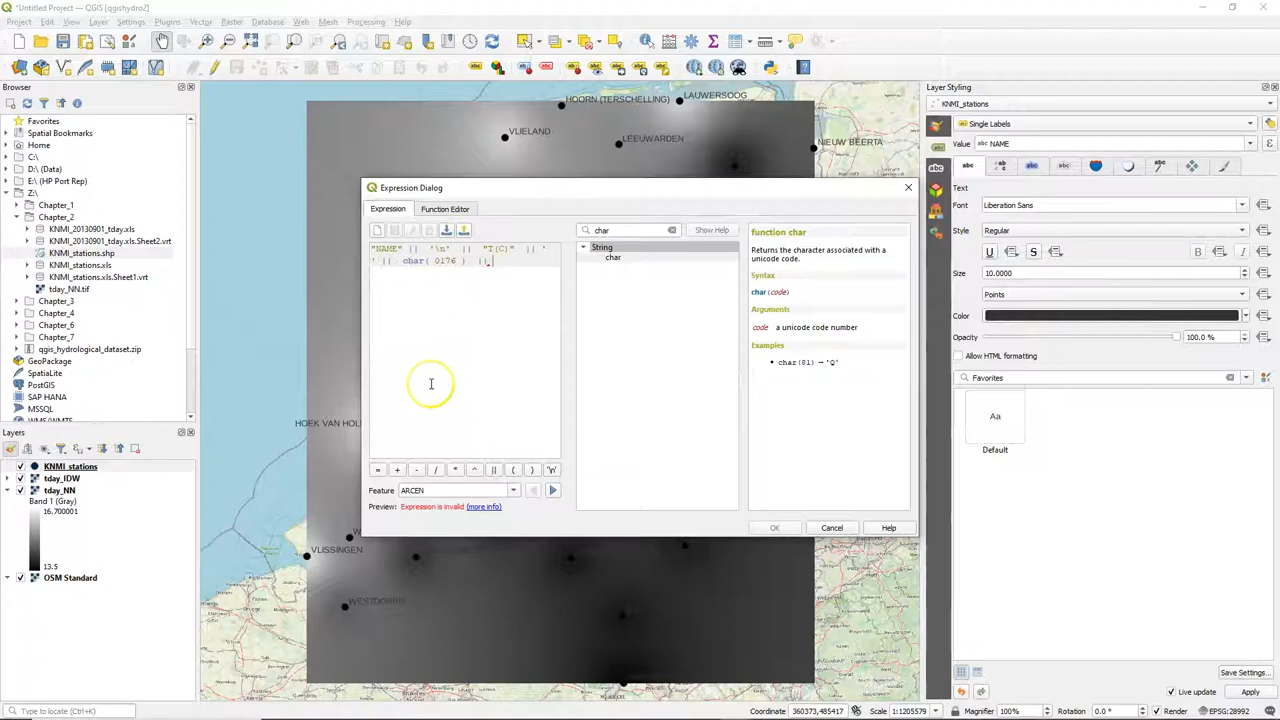 *Untitled Project — QGIS [qgishydro2]
Project Edit View Layer Settings Plugins Vector Raster Database Web Mesh Processing Help
Browser
Favorites
Spatial Bookmarks
Home
C:\
D:\ (Data)
E:\ (HP Port Rep)
Z:\
Chapter_1
Chapter_2
KNMI_20130901_tday.xls
KNMI_20130901_tday.xls.Sheet2.vrt
KNMI_stations.shp
KNMI_stations.xls
KNMI_stations.xls.Sheet1.vrt
tday_NN.tif
Chapter_3
Chapter_4
Chapter_6
Chapter_7
qgis_hydrological_dataset.zip
GeoPackage
SpatiaLite
PostGIS
SAP HANA
MSSQL
WMS/WMTS
Layers
KNMI_stations
tday_IDW
tday_NN
Band 1 (Gray)
16.700001
13.5
OSM Standard
Type to locate (Ctrl+K)
HOORN (TERSCHELLING)
LAUWERSOOG
VLIELAND
LEEUWARDEN
NIEUW BEERTA
HOEK VAN HOL
VLISSINGEN
WESTDORPE
Expression Dialog
Expression Function Editor
"NAME" || '\n' || "T(C)" || '
' || char( 0176 ) ||
= + - / * ^ || ( ) '\n'
Feature ARCEN
Preview: Expression is invalid (more info)
char
Show Help
String
char
function char
Returns the character associated with a
unicode code.
Syntax
char(code)
Arguments
code a unicode code number
Examples
• char(81) → 'Q'
OK Cancel Help
Layer Styling
KNMI_stations
Single Labels
Value abc NAME
Text
Font Liberation Sans
Style Regular
U S B I
Size 10.0000
Points
Color
Opacity 100.0 %
Allow HTML formatting
Favorites
Aa
Default
Save Settings...
Live update Apply
Coordinate 360373,485417 Scale 1:1205579 Magnifier 100% Rotation 0.0 ° Render EPSG:28992